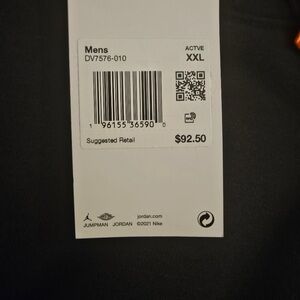 Mens ACTVE
DV7576-010 XXL
1 96155 36590 0
Suggested Retail $92.50
jordan.com
JUMPMAN JORDAN ©2021 Nike